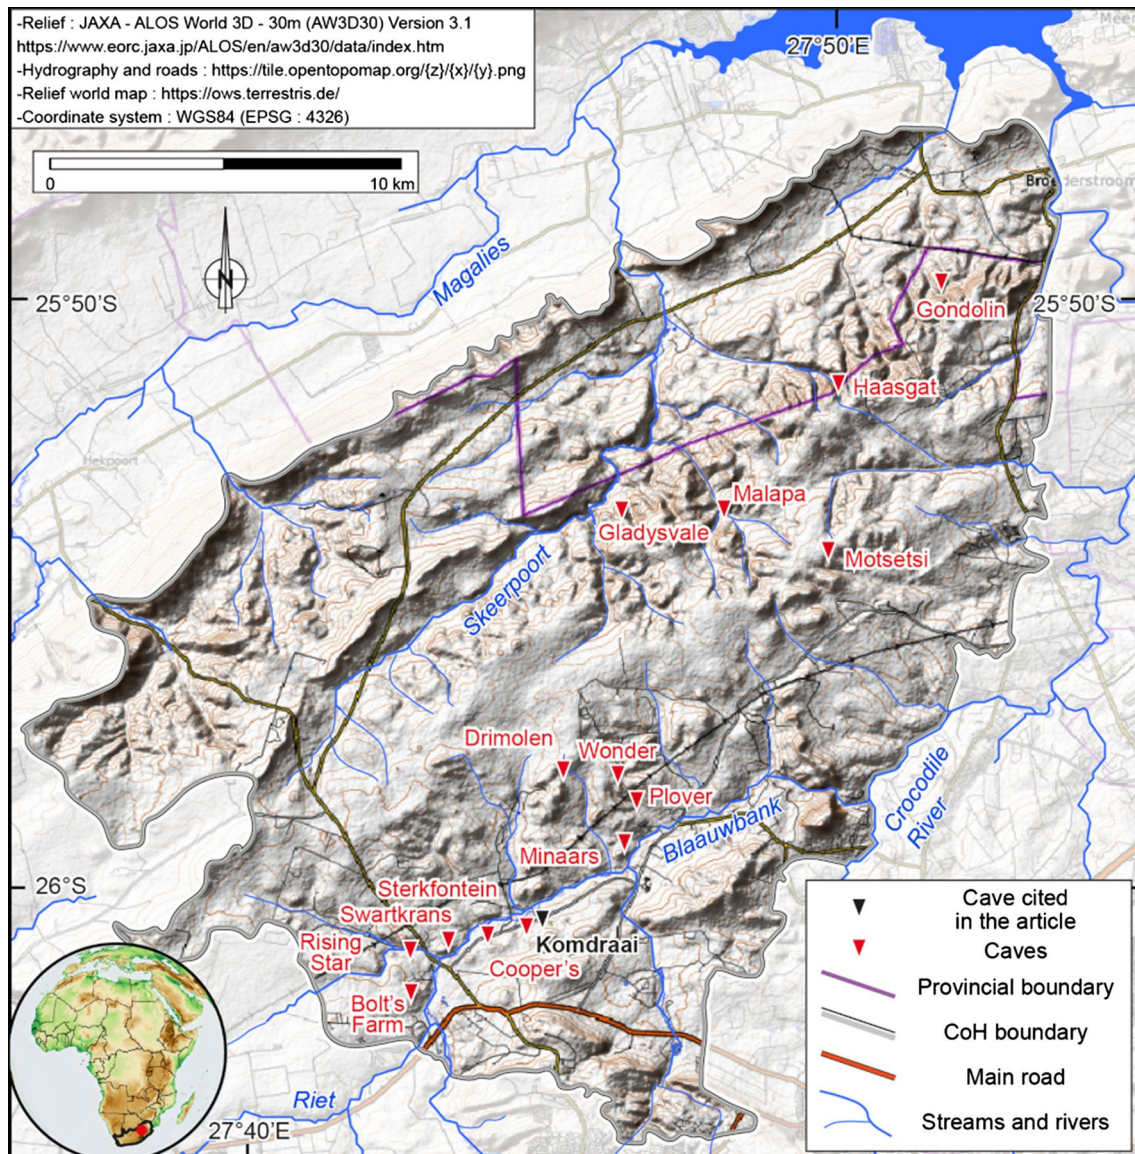 -Relief : JAXA - ALOS World 3D - 30m (AW3D30) Version 3.1
https://www.eorc.jaxa.jp/ALOS/en/aw3d30/data/index.htm
-Hydrography and roads : https://tile.opentopomap.org/{z}/{x}/{y}.png
-Relief world map : https://ows.terrestris.de/
-Coordinate system : WGS84 (EPSG : 4326)
27°50'E
0 10 km
N
Broederstroom
Magalies
25°50'S
25°50'S
Gondolin
Haasgat
Hekpoort
Malapa
Gladysvale
Motsetsi
Skeerpoort
Drimolen
Wonder
Plover
Crocodile
River
Blaauwbank
Minaars
26°S
Sterkfontein
Swartkrans
Rising
Star
Komdraai
Cooper's
Bolt's
Farm
Riet
27°40'E
Cave cited
in the article
Caves
Provincial boundary
CoH boundary
Main road
Streams and rivers